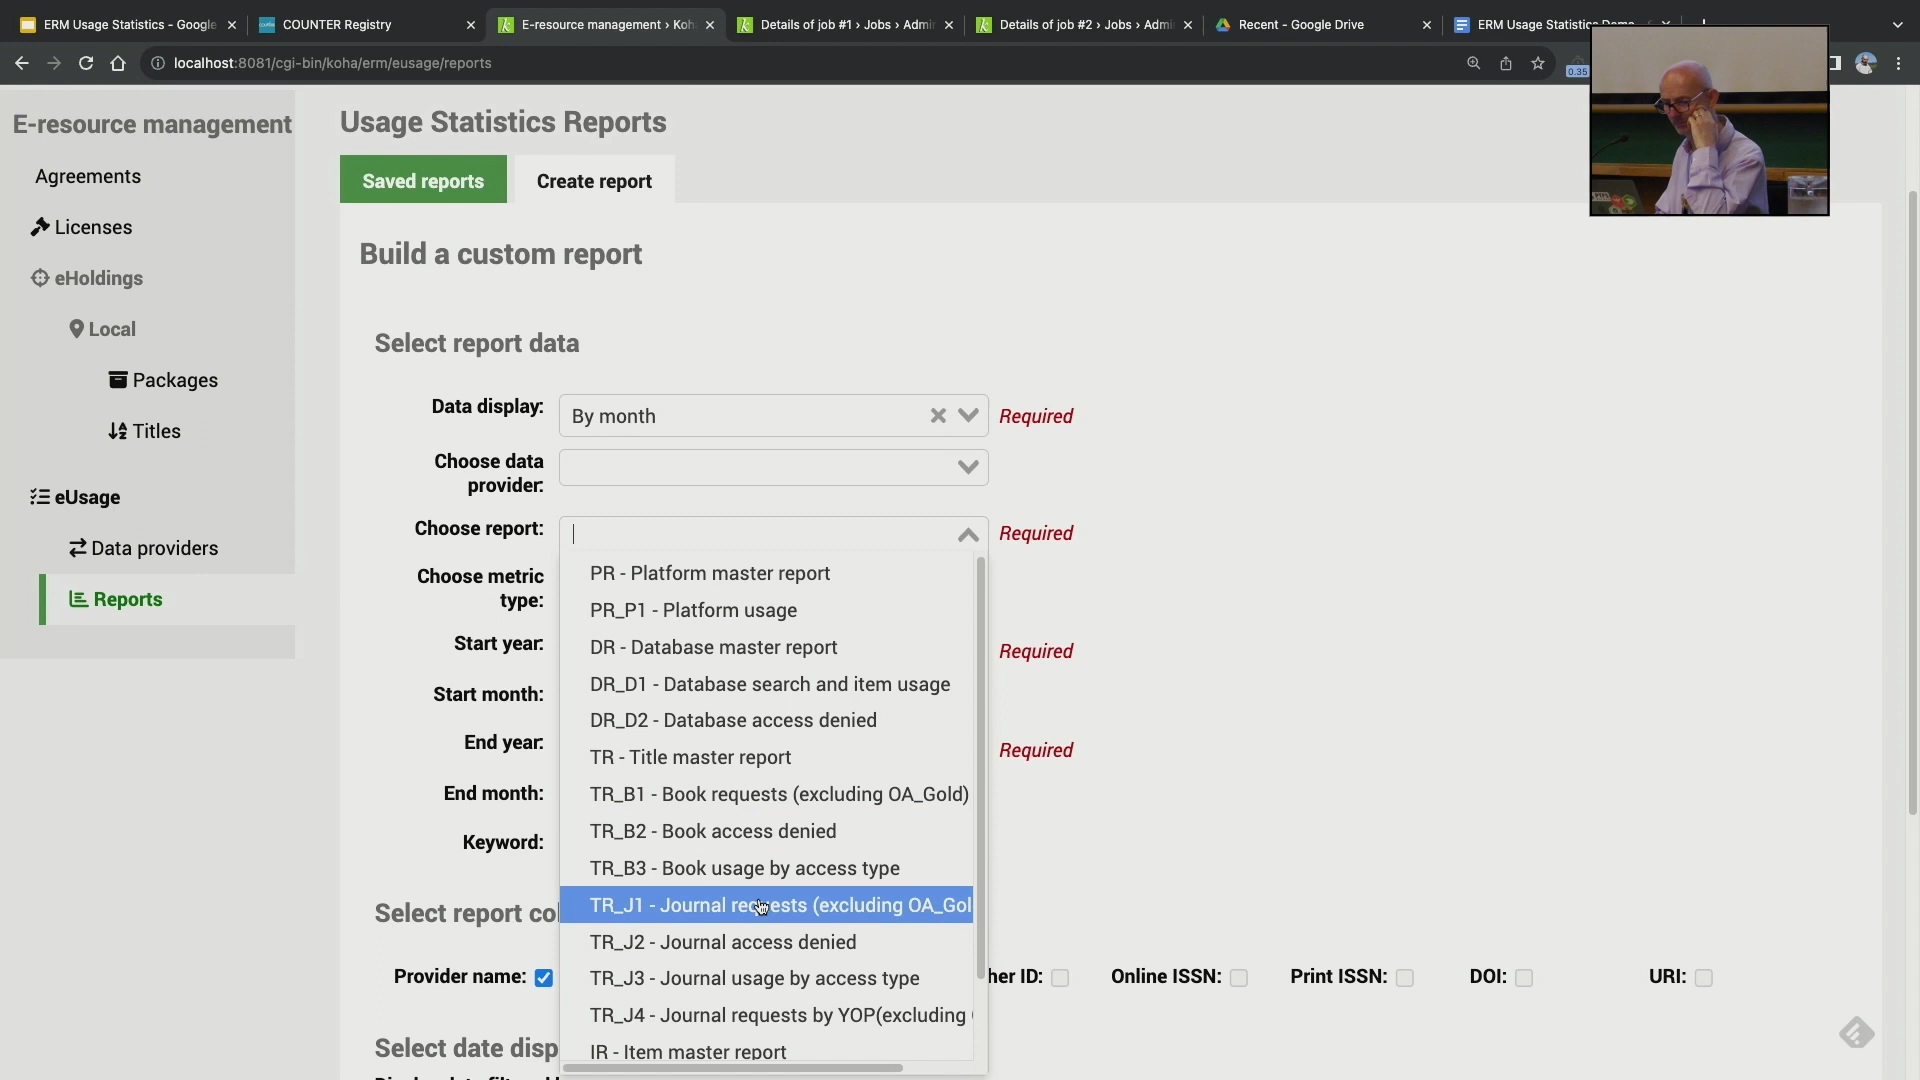 ERM Usage Statistics - Google
COUNTER Registry
E-resource management › Koh
Details of job #1 › Jobs › Admin
Details of job #2 › Jobs › Admi
Recent - Google Drive
ERM Usage Statistics Demo
localhost:8081/cgi-bin/koha/erm/eusage/reports
0.35
E-resource management
Agreements
Licenses
eHoldings
Local
Packages
Titles
eUsage
Data providers
Reports
Usage Statistics Reports
Saved reports
Create report
Build a custom report
Select report data
Data display:
By month
Required
Choose data
provider:
Choose report:
Required
PR - Platform master report
PR_P1 - Platform usage
DR - Database master report
DR_D1 - Database search and item usage
DR_D2 - Database access denied
TR - Title master report
TR_B1 - Book requests (excluding OA_Gold)
TR_B2 - Book access denied
TR_B3 - Book usage by access type
TR_J1 - Journal requests (excluding OA_Gol
TR_J2 - Journal access denied
TR_J3 - Journal usage by access type
TR_J4 - Journal requests by YOP(excluding
IR - Item master report
Choose metric
type:
Start year:
Required
Start month:
End year:
Required
End month:
Keyword:
Select report co
Provider name:
her ID:
Online ISSN:
Print ISSN:
DOI:
URI:
Select date disp